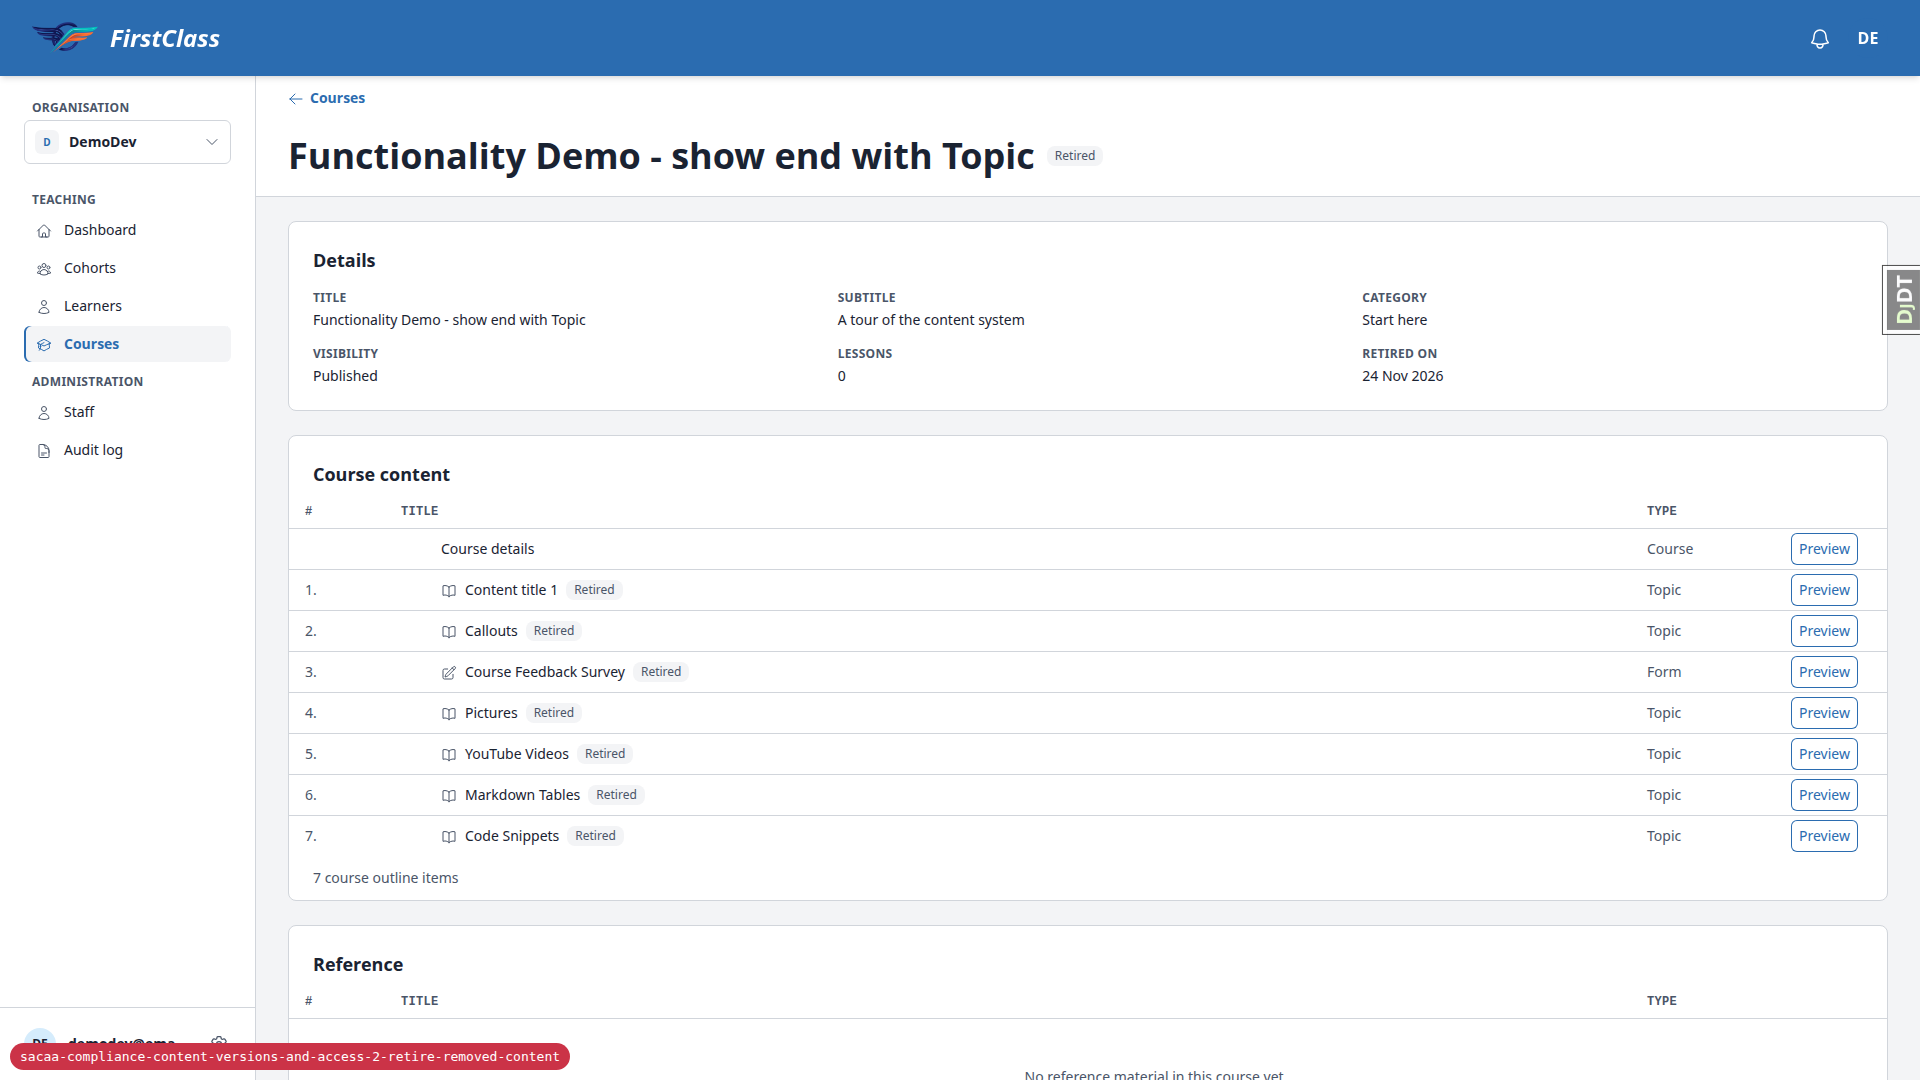 FirstClass
DE
ORGANISATION
D DemoDev
TEACHING
Dashboard
Cohorts
Learners
Courses
ADMINISTRATION
Staff
Audit log
Courses
Functionality Demo - show end with Topic Retired
Details
TITLE SUBTITLE CATEGORY
Functionality Demo - show end with Topic A tour of the content system Start here
VISIBILITY LESSONS RETIRED ON
Published 0 24 Nov 2026
Course content
# TITLE TYPE
Course details Course Preview
1. Content title 1 Retired Topic Preview
2. Callouts Retired Topic Preview
3. Course Feedback Survey Retired Form Preview
4. Pictures Retired Topic Preview
5. YouTube Videos Retired Topic Preview
6. Markdown Tables Retired Topic Preview
7. Code Snippets Retired Topic Preview
7 course outline items
Reference
# TITLE TYPE
No reference material in this course yet
DjDT
sacaa-compliance-content-versions-and-access-2-retire-removed-content